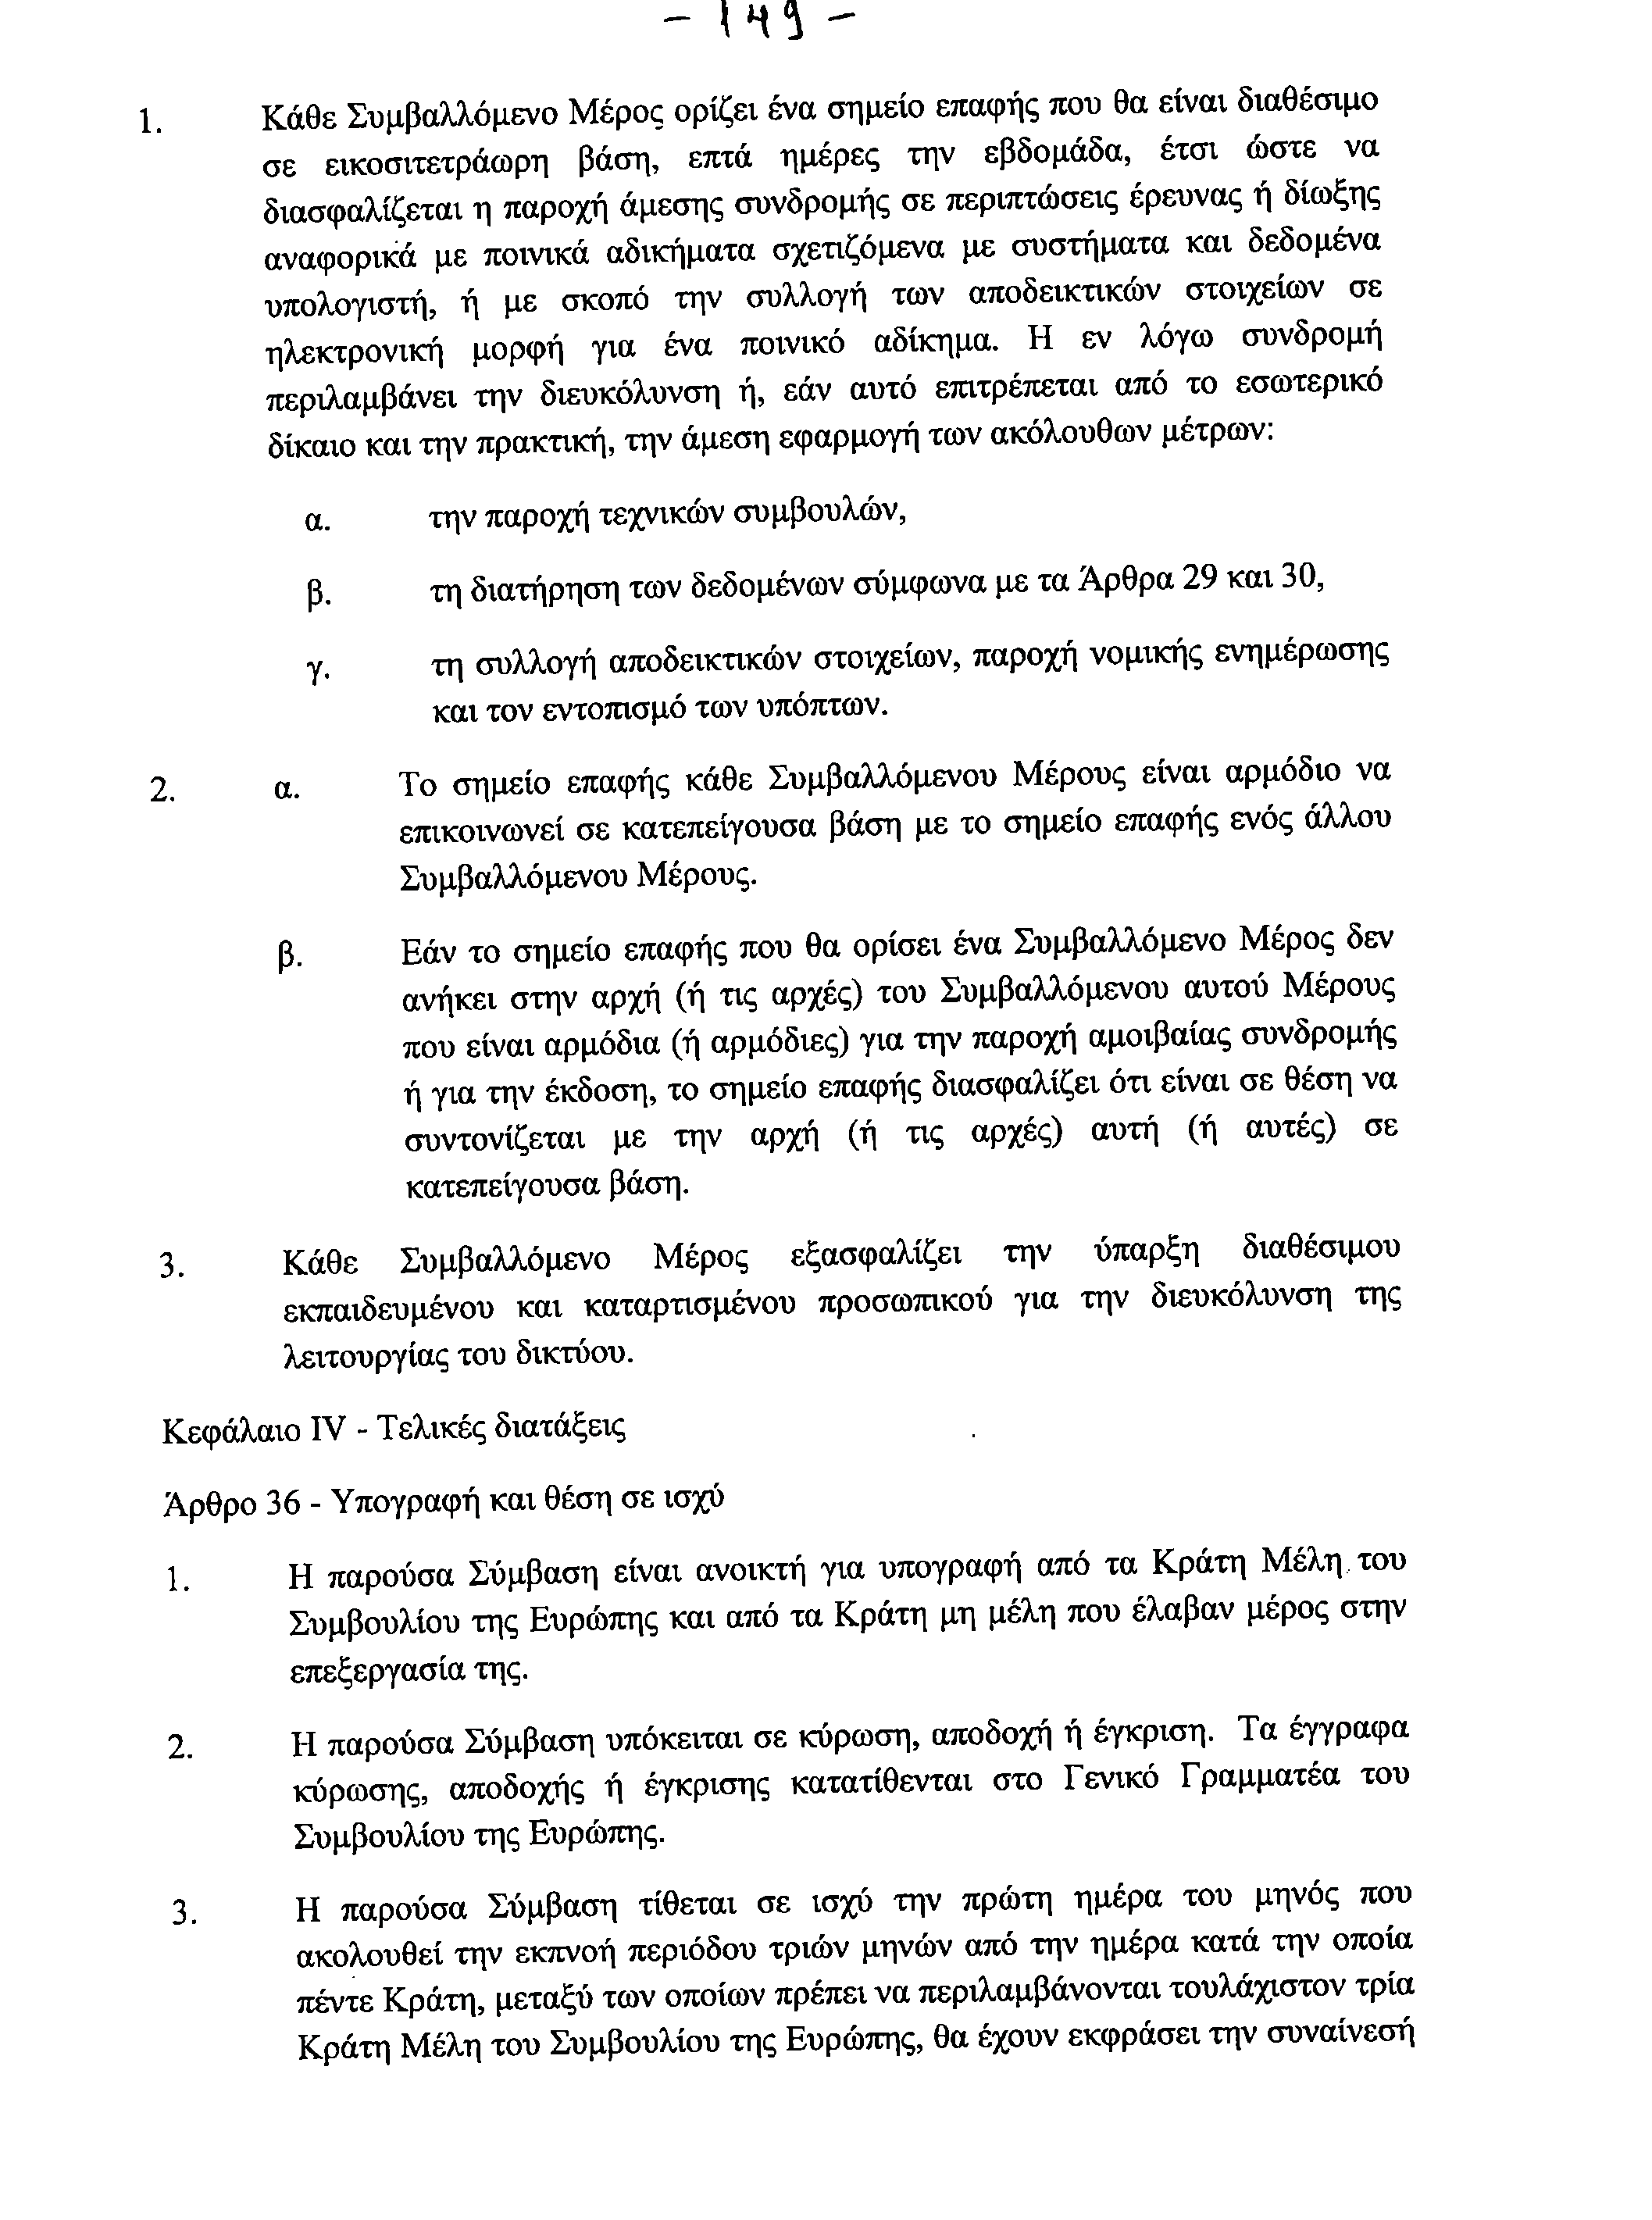 - 149 -
1. Κάθε Συμβαλλόμενο Μέρος ορίζει ένα σημείο επαφής που θα είναι διαθέσιμο
σε εικοσιτετράωρη βάση, επτά ημέρες την εβδομάδα, έτσι ώστε να
διασφαλίζεται η παροχή άμεσης συνδρομής σε περιπτώσεις έρευνας ή δίωξης
αναφορικά με ποινικά αδικήματα σχετιζόμενα με συστήματα και δεδομένα
υπολογιστή, ή με σκοπό την συλλογή των αποδεικτικών στοιχείων σε
ηλεκτρονική μορφή για ένα ποινικό αδίκημα. Η εν λόγω συνδρομή
περιλαμβάνει την διευκόλυνση ή, εάν αυτό επιτρέπεται από το εσωτερικό
δίκαιο και την πρακτική, την άμεση εφαρμογή των ακόλουθων μέτρων:
α. την παροχή τεχνικών συμβουλών,
β. τη διατήρηση των δεδομένων σύμφωνα με τα Άρθρα 29 και 30,
γ. τη συλλογή αποδεικτικών στοιχείων, παροχή νομικής ενημέρωσης
και τον εντοπισμό των υπόπτων.
2. α. Το σημείο επαφής κάθε Συμβαλλόμενου Μέρους είναι αρμόδιο να
επικοινωνεί σε κατεπείγουσα βάση με το σημείο επαφής ενός άλλου
Συμβαλλόμενου Μέρους.
β. Εάν το σημείο επαφής που θα ορίσει ένα Συμβαλλόμενο Μέρος δεν
ανήκει στην αρχή (ή τις αρχές) του Συμβαλλόμενου αυτού Μέρους
που είναι αρμόδια (ή αρμόδιες) για την παροχή αμοιβαίας συνδρομής
ή για την έκδοση, το σημείο επαφής διασφαλίζει ότι είναι σε θέση να
συντονίζεται με την αρχή (ή τις αρχές) αυτή (ή αυτές) σε
κατεπείγουσα βάση.
3. Κάθε Συμβαλλόμενο Μέρος εξασφαλίζει την ύπαρξη διαθέσιμου
εκπαιδευμένου και καταρτισμένου προσωπικού για την διευκόλυνση της
λειτουργίας του δικτύου.
Κεφάλαιο IV - Τελικές διατάξεις
Άρθρο 36 - Υπογραφή και θέση σε ισχύ
1. Η παρούσα Σύμβαση είναι ανοικτή για υπογραφή από τα Κράτη Μέλη του
Συμβουλίου της Ευρώπης και από τα Κράτη μη μέλη που έλαβαν μέρος στην
επεξεργασία της.
2. Η παρούσα Σύμβαση υπόκειται σε κύρωση, αποδοχή ή έγκριση. Τα έγγραφα
κύρωσης, αποδοχής ή έγκρισης κατατίθενται στο Γενικό Γραμματέα του
Συμβουλίου της Ευρώπης.
3. Η παρούσα Σύμβαση τίθεται σε ισχύ την πρώτη ημέρα του μηνός που
ακολουθεί την εκπνοή περιόδου τριών μηνών από την ημέρα κατά την οποία
πέντε Κράτη, μεταξύ των οποίων πρέπει να περιλαμβάνονται τουλάχιστον τρία
Κράτη Μέλη του Συμβουλίου της Ευρώπης, θα έχουν εκφράσει την συναίνεσή